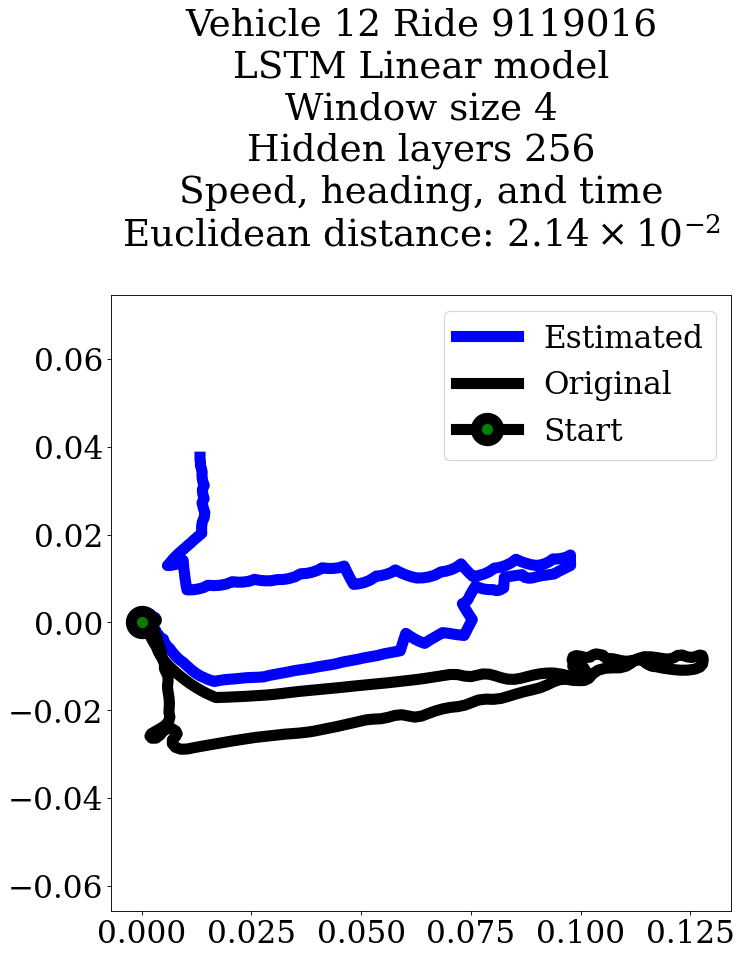 Vehicle 12 Ride 9119016
LSTM Linear model
Window size 4
Hidden layers 256
Speed, heading, and time
Euclidean distance: 2.14 × 10⁻²
Estimated
Original
Start
0.06
0.04
0.02
0.00
−0.02
−0.04
−0.06
0.000 0.025 0.050 0.075 0.100 0.125